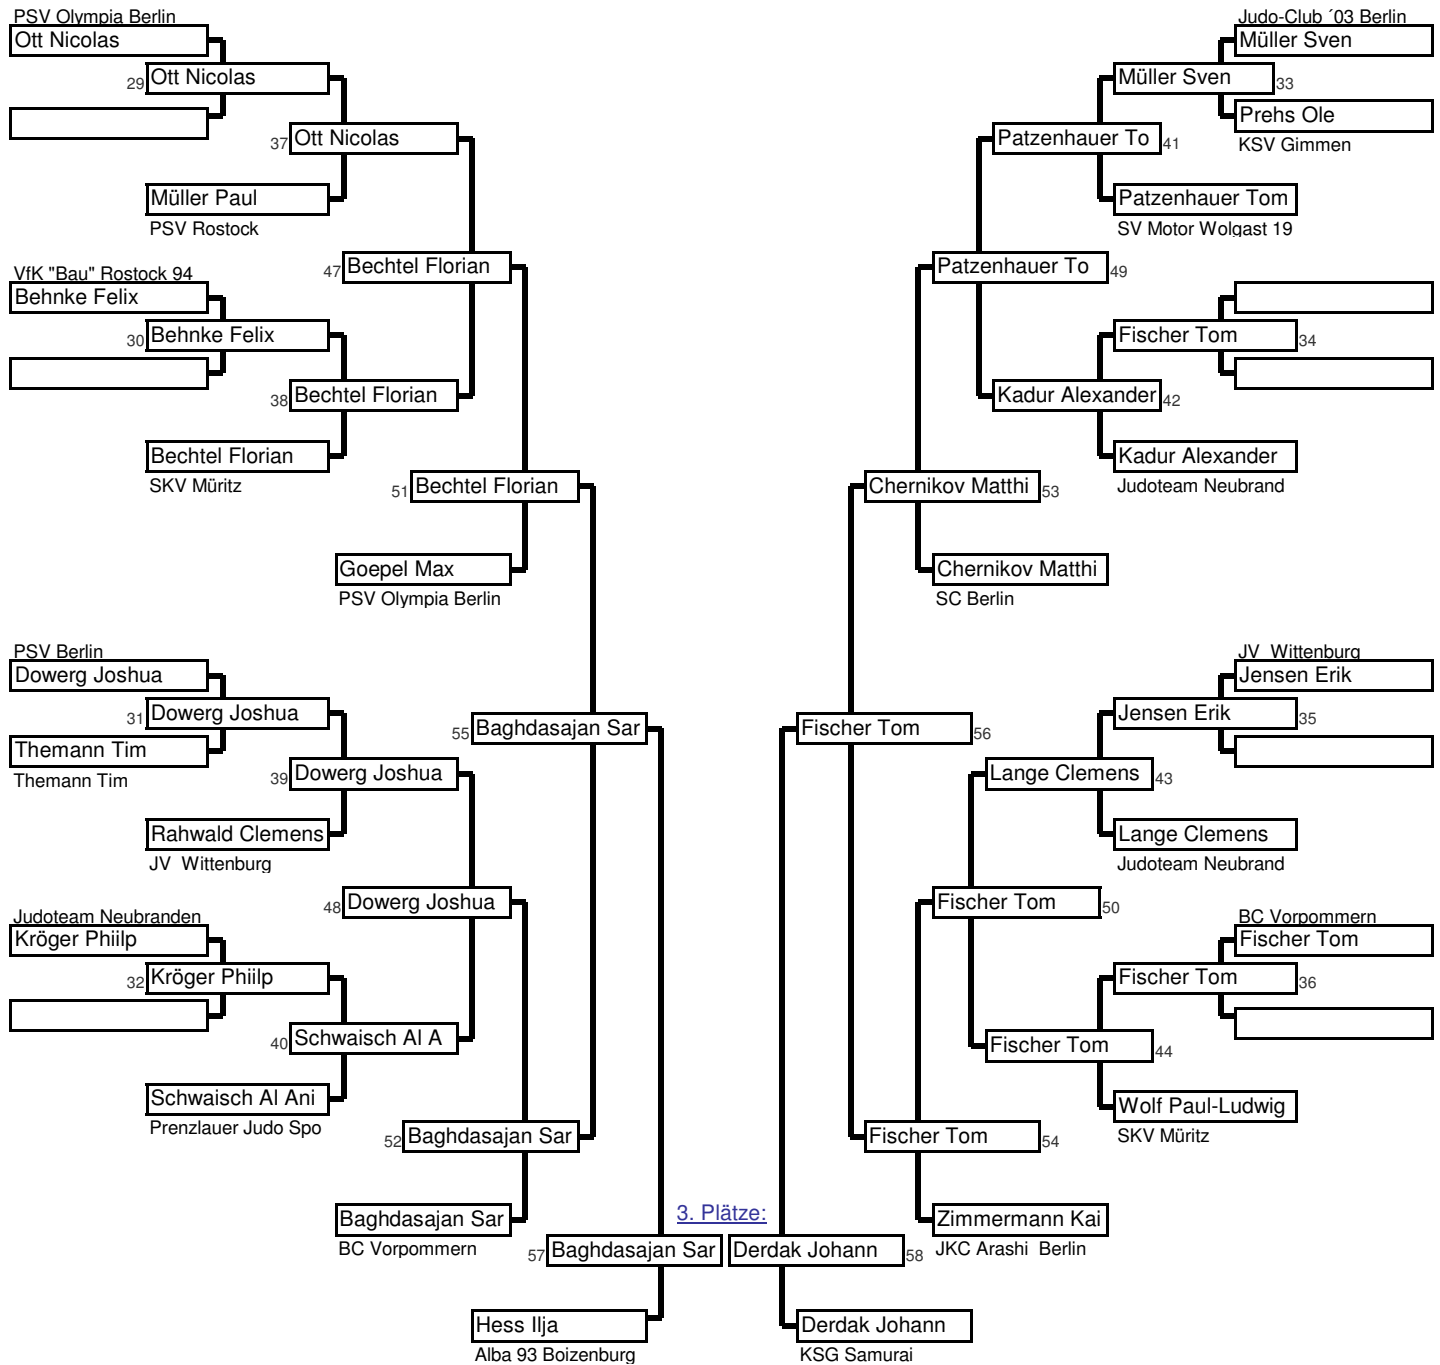 PSV Olympia Berlin
Ott Nicolas
29 Ott Nicolas
37 Ott Nicolas
Müller Paul
PSV Rostock
47 Bechtel Florian
VfK "Bau" Rostock 94
Behnke Felix
30 Behnke Felix
38 Bechtel Florian
Bechtel Florian
SKV Müritz
51 Bechtel Florian
Goepel Max
PSV Olympia Berlin
PSV Berlin
Dowerg Joshua
31 Dowerg Joshua
Themann Tim
Themann Tim
55 Baghdasajan Sar
39 Dowerg Joshua
Rahwald Clemens
JV Wittenburg
48 Dowerg Joshua
Judoteam Neubranden
Kröger Phiilp
32 Kröger Phiilp
40 Schwaisch Al A
Schwaisch Al Ani
Prenzlauer Judo Spo
52 Baghdasajan Sar
Baghdasajan Sar
BC Vorpommern
Judo-Club ´03 Berlin
Müller Sven
Müller Sven 33
Prehs Ole
KSV Gimmen
Patzenhauer To 41
Patzenhauer Tom
SV Motor Wolgast 19
Patzenhauer To 49
Fischer Tom 34
Kadur Alexander 42
Kadur Alexander
Judoteam Neubrand
Chernikov Matthi 53
Chernikov Matthi
SC Berlin
JV Wittenburg
Jensen Erik
Jensen Erik 35
Fischer Tom 56
Lange Clemens 43
Lange Clemens
Judoteam Neubrand
Fischer Tom 50
BC Vorpommern
Fischer Tom
Fischer Tom 36
Fischer Tom 44
Wolf Paul-Ludwig
SKV Müritz
Fischer Tom 54
Zimmermann Kai
JKC Arashi Berlin
3. Plätze:
57 Baghdasajan Sar
Derdak Johann 58
Hess Ilja
Alba 93 Boizenburg
Derdak Johann
KSG Samurai